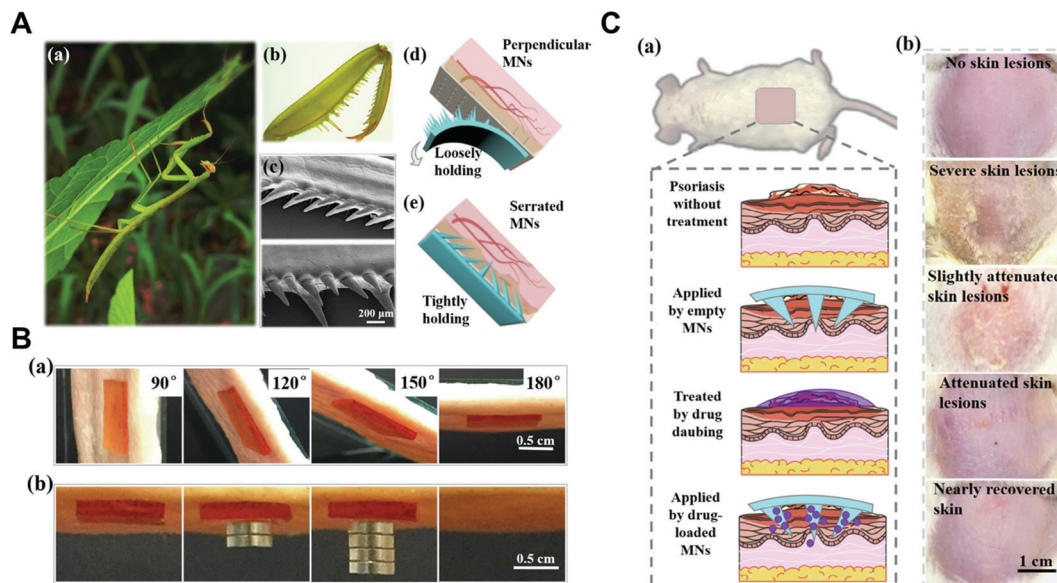 A
(a)
(b)
(c)
200 μm
(d)
Perpendicular
MNs
Loosely
holding
(e)
Serrated
MNs
Tightly
holding
B
(a)
90°
120°
150°
180°
0.5 cm
(b)
0.5 cm
C
(a)
Psoriasis
without
treatment
Applied
by empty
MNs
Treated
by drug
daubing
Applied
by drug-
loaded
MNs
(b)
No skin lesions
Severe skin lesions
Slightly attenuated
skin lesions
Attenuated skin
lesions
Nearly recovered
skin
1 cm